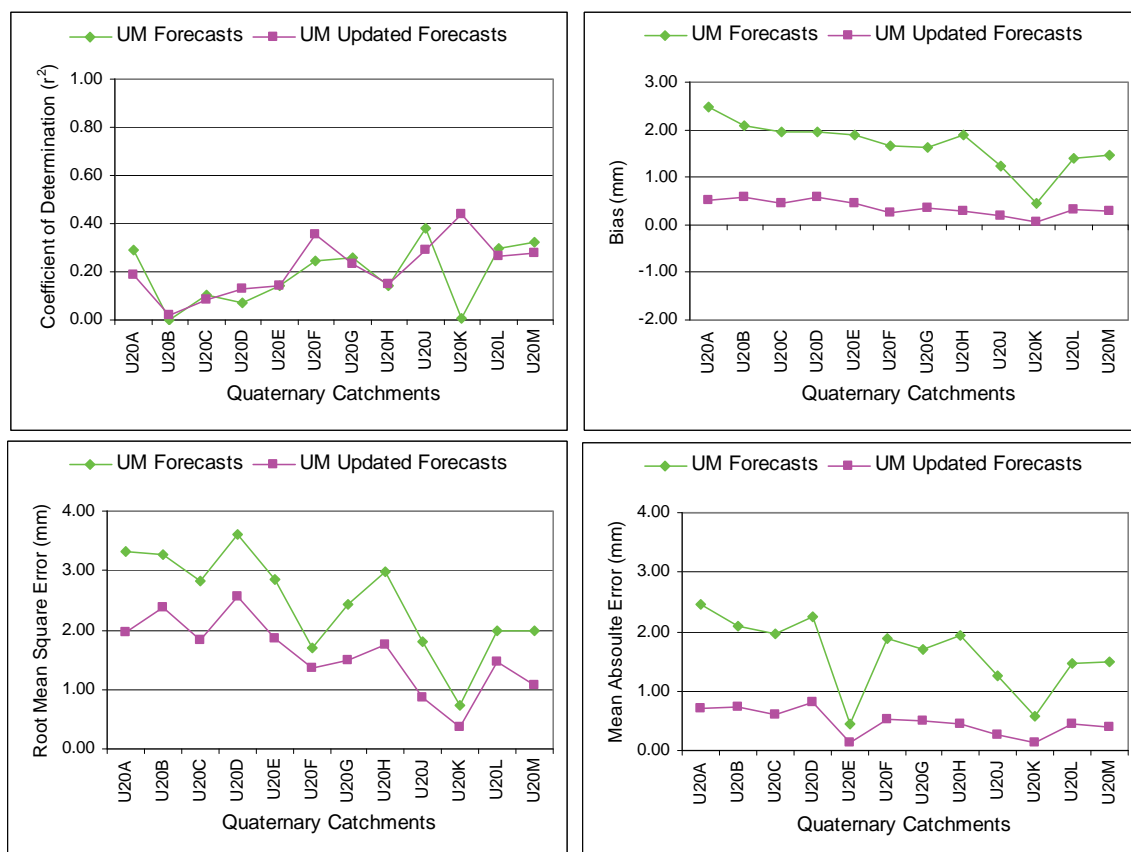 UM Forecasts UM Updated Forecasts
Coefficient of Determination (r²)
1.00
0.80
0.60
0.40
0.20
0.00
U20A U20B U20C U20D U20E U20F U20G U20H U20J U20K U20L U20M
Quaternary Catchments
UM Forecasts UM Updated Forecasts
Bias (mm)
3.00
2.00
1.00
0.00
-1.00
-2.00
U20A U20B U20C U20D U20E U20F U20G U20H U20J U20K U20L U20M
Quaternary Catchments
UM Forecasts UM Updated Forecasts
Root Mean Square Error (mm)
4.00
3.00
2.00
1.00
0.00
U20A U20B U20C U20D U20E U20F U20G U20H U20J U20K U20L U20M
Quaternary Catchments
UM Forecasts UM Updated Forecasts
Mean Absoulte Error (mm)
4.00
3.00
2.00
1.00
0.00
U20A U20B U20C U20D U20E U20F U20G U20H U20J U20K U20L U20M
Quaternary Catchments